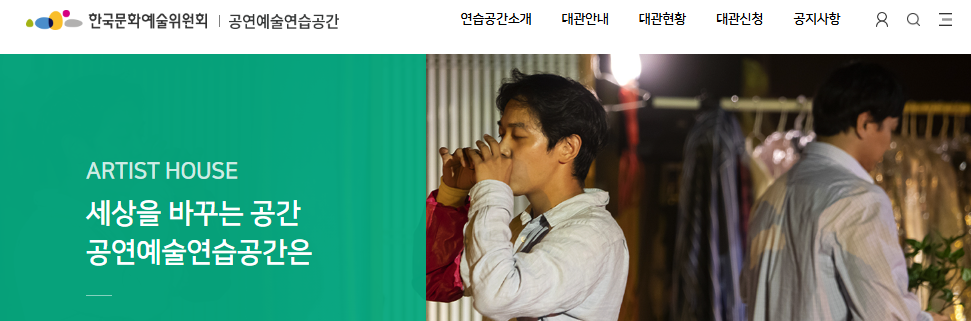 한국문화예술위원회 | 공연예술연습공간
연습공간소개 대관안내 대관현황 대관신청 공지사항
ARTIST HOUSE
세상을 바꾸는 공간
공연예술연습공간은